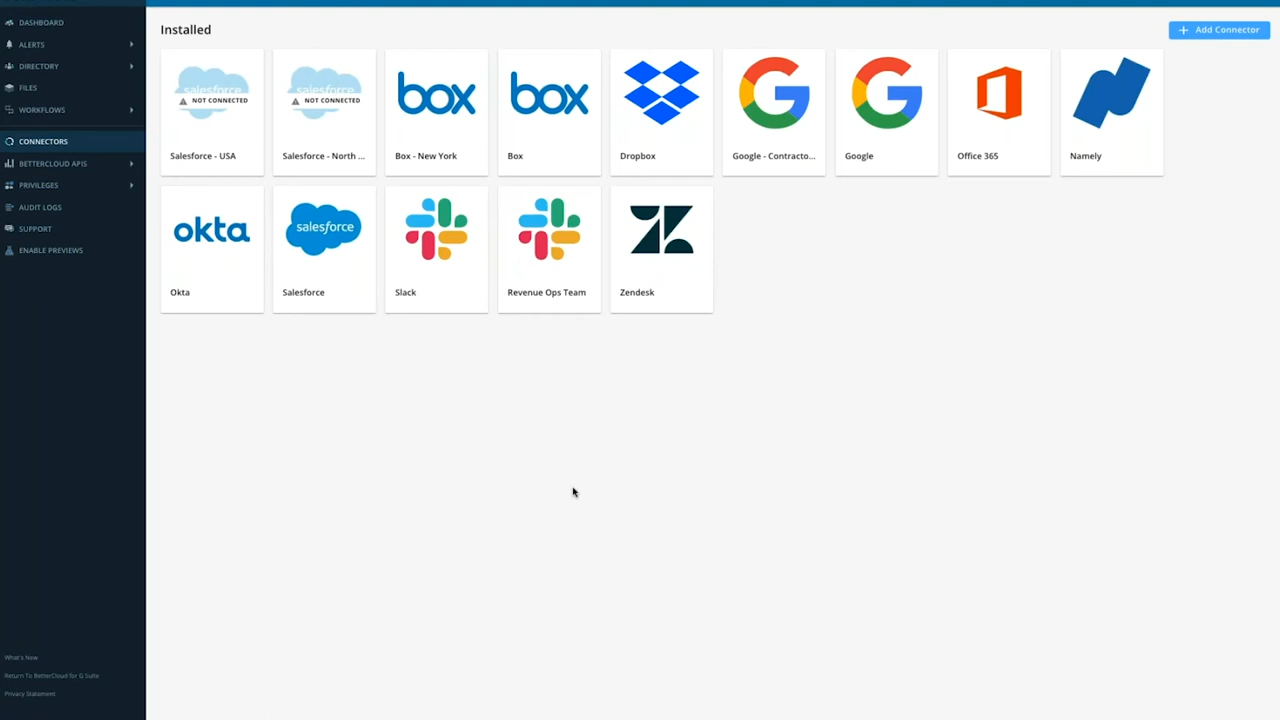 DASHBOARD
ALERTS
DIRECTORY
FILES
WORKFLOWS
CONNECTORS
BETTERCLOUD APIS
PRIVILEGES
AUDIT LOGS
SUPPORT
ENABLE PREVIEWS
What's New
Return To BetterCloud for G Suite
Privacy Statement
Installed
Add Connector
salesforce
NOT CONNECTED
Salesforce - USA
salesforce
NOT CONNECTED
Salesforce - North ...
box
Box - New York
box
Box
Dropbox
Google - Contracto...
Google
Office 365
Namely
okta
Okta
salesforce
Salesforce
Slack
Revenue Ops Team
Zendesk